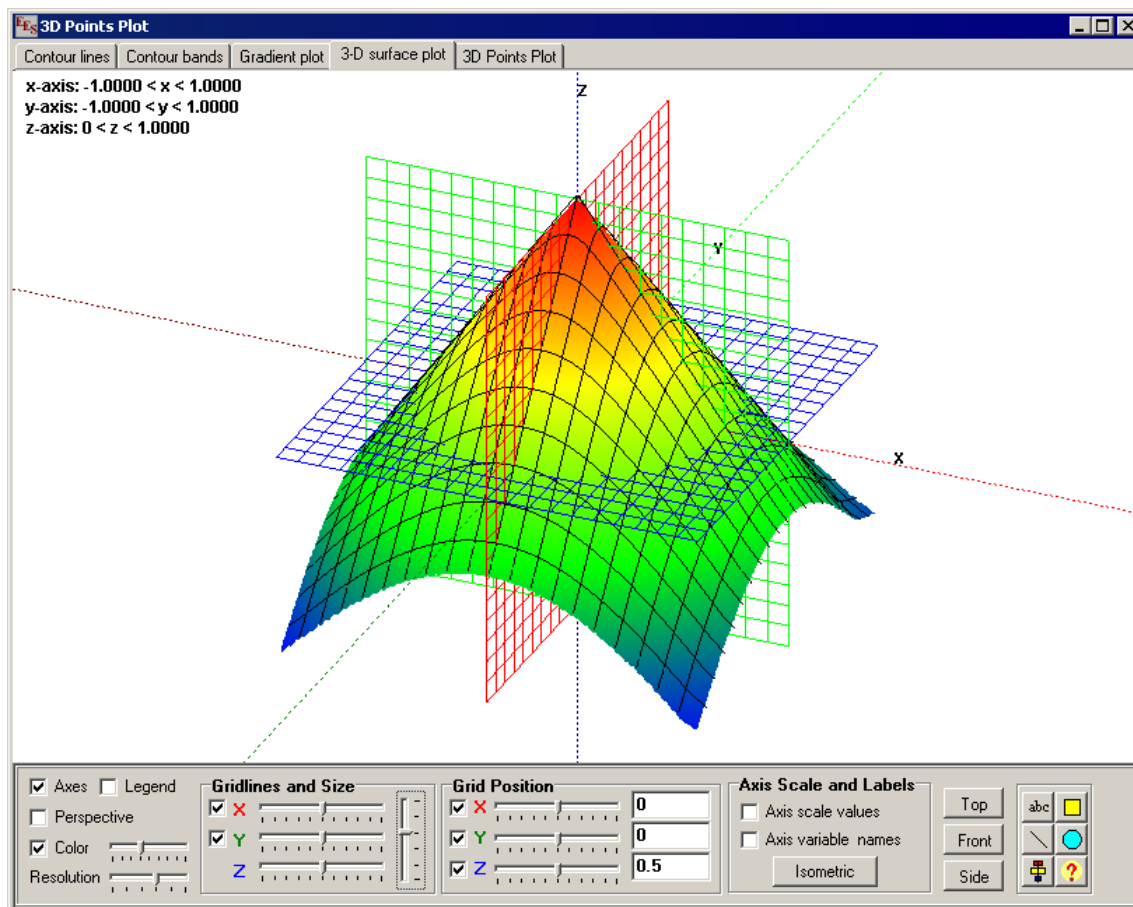 EES 3D Points Plot
Contour lines Contour bands Gradient plot 3-D surface plot 3D Points Plot
x-axis: -1.0000 < x < 1.0000
y-axis: -1.0000 < y < 1.0000
z-axis: 0 < z < 1.0000
Z
Y
X
Axes Legend
Perspective
Color
Resolution
Gridlines and Size
X
Y
Z
Grid Position
X 0
Y 0
Z 0.5
Axis Scale and Labels
Axis scale values
Axis variable names
Isometric
Top
Front
Side
abc
?